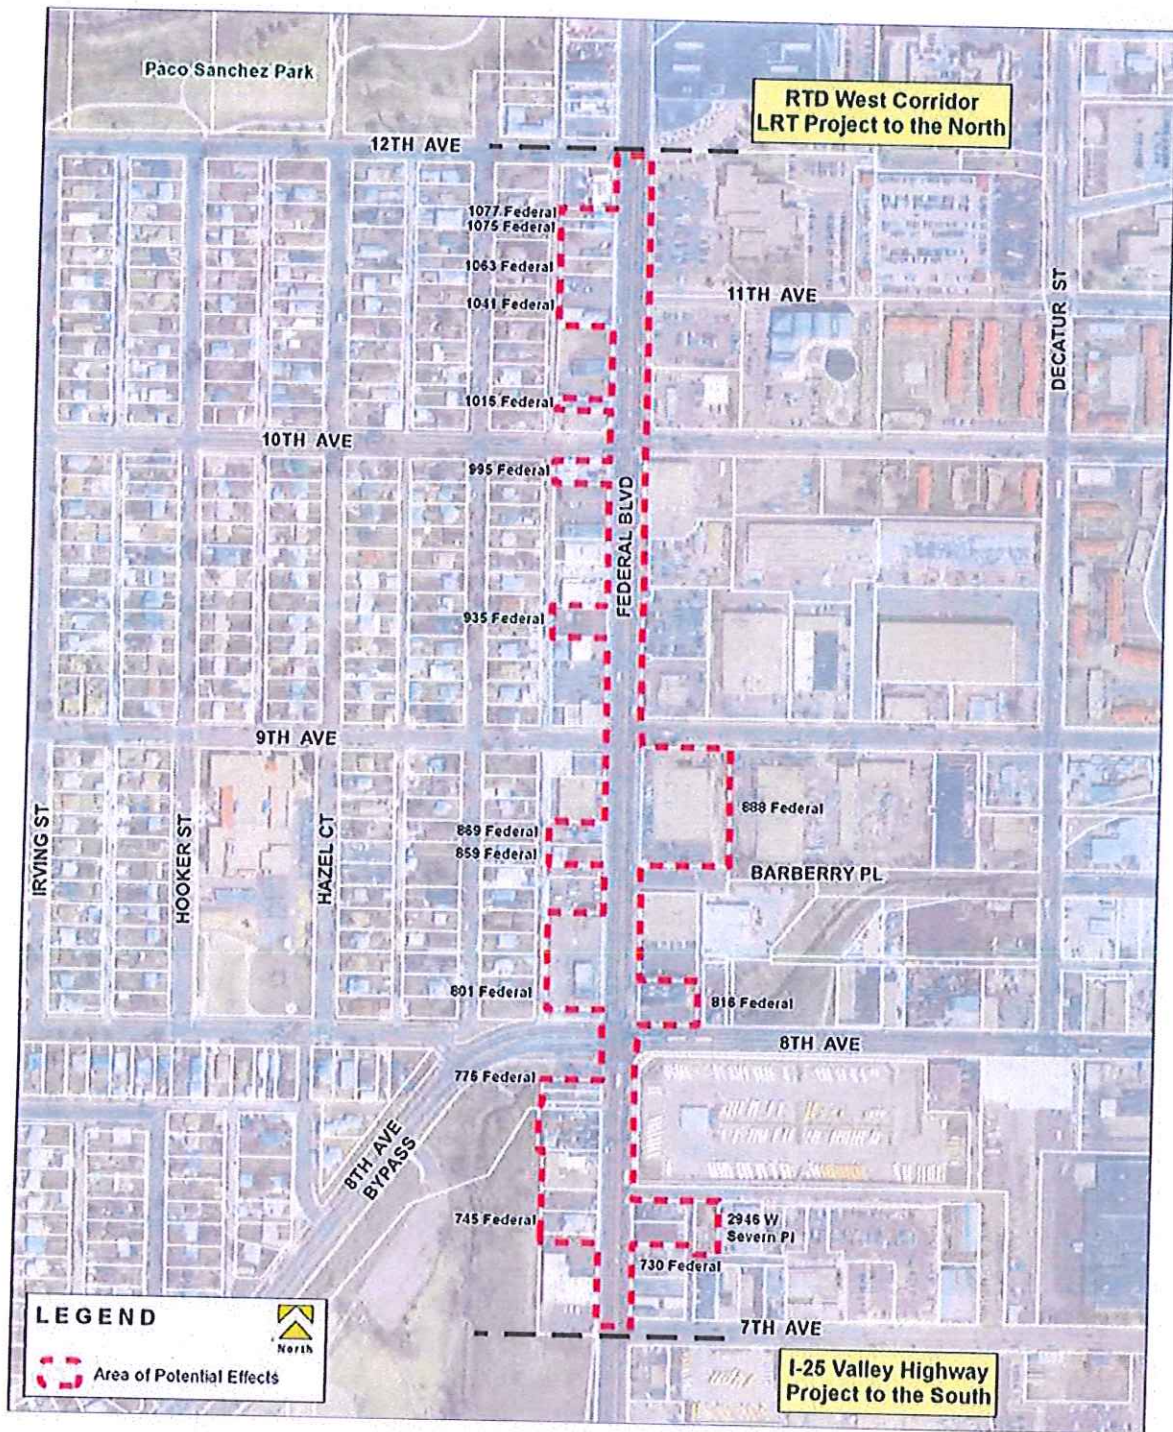 Paco Sanchez Park
RTD West Corridor
LRT Project to the North
12TH AVE
1077 Federal
1075 Federal
1063 Federal
1041 Federal
11TH AVE
DECATUR ST
1015 Federal
10TH AVE
995 Federal
FEDERAL BLVD
935 Federal
9TH AVE
888 Federal
869 Federal
859 Federal
IRVING ST
HOOKER ST
HAZEL CT
BARBERRY PL
801 Federal
816 Federal
8TH AVE
775 Federal
8TH AVE
BYPASS
745 Federal
2946 W
Severn Pl
730 Federal
7TH AVE
LEGEND
North
Area of Potential Effects
I-25 Valley Highway
Project to the South